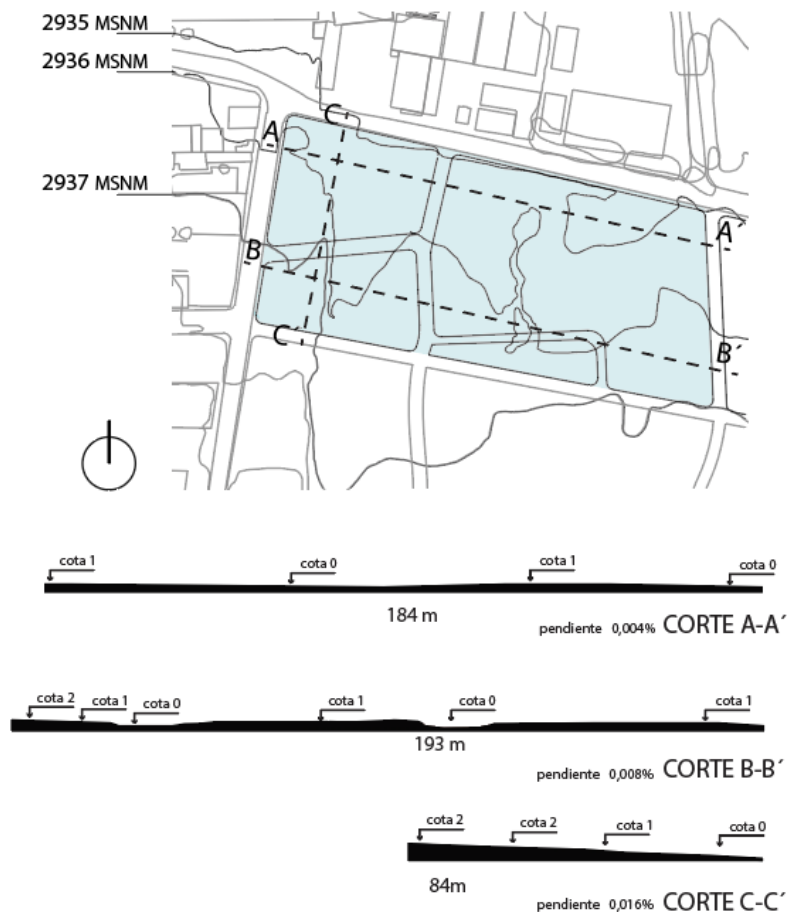 2935 MSNM
2936 MSNM
2937 MSNM
C
A
A´
B
B´
C´
cota 1
cota 0
cota 1
cota 0
184 m
pendiente 0,004% CORTE A-A´
cota 2
cota 1
cota 0
cota 1
cota 0
cota 1
193 m
pendiente 0,008% CORTE B-B´
cota 2
cota 2
cota 1
cota 0
84m
pendiente 0,016% CORTE C-C´